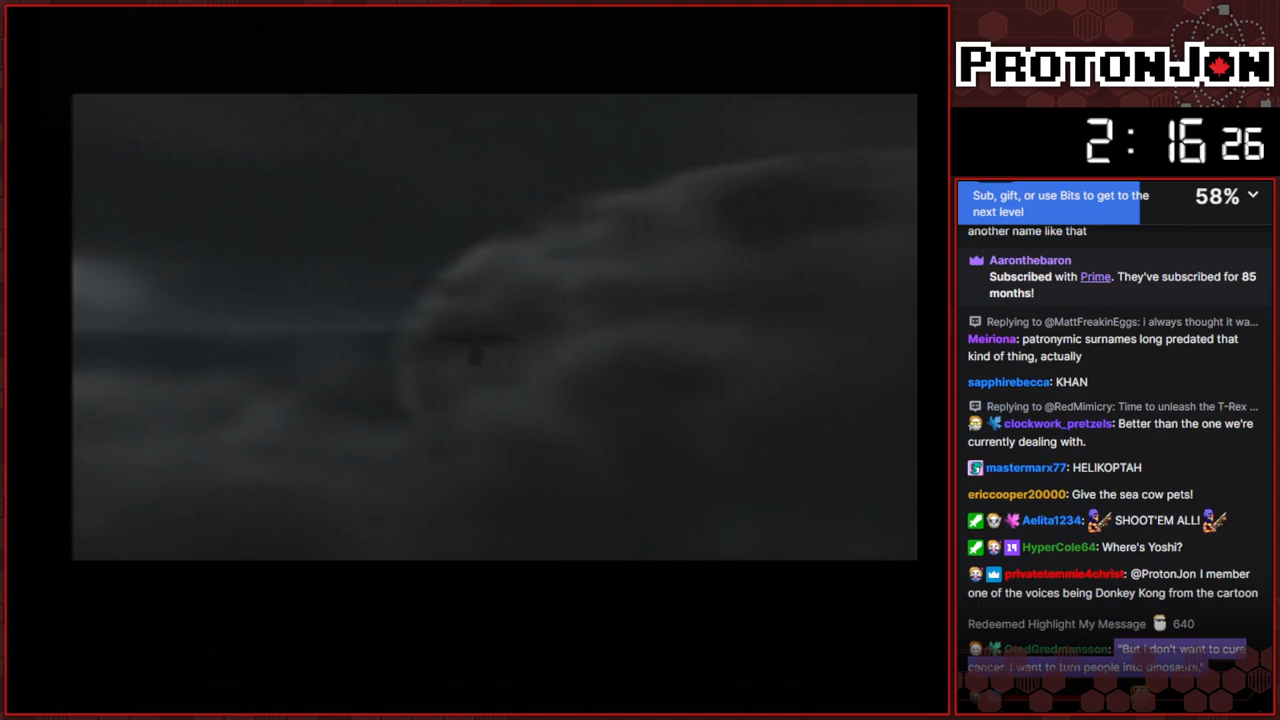 PROTONJON
2: 16 26
Sub, gift, or use Bits to get to the
next level
58%
another name like that
Aaronthebaron
Subscribed with Prime. They've subscribed for 85
months!
Replying to @MattFreakinEggs: i always thought it wa...
Meiriona: patronymic surnames long predated that
kind of thing, actually
sapphirebecca: KHAN
Replying to @RedMimicry: Time to unleash the T-Rex ...
clockwork_pretzels: Better than the one we're
currently dealing with.
mastermarx77: HELIKOPTAH
ericcooper20000: Give the sea cow pets!
Aelita1234: SHOOT'EM ALL!
19 HyperCole64: Where's Yoshi?
privatetommie4christ: @ProtonJon I member
one of the voices being Donkey Kong from the cartoon
Redeemed Highlight My Message 640
"But I don't want to cure
cancer. I want to turn people into dinosaurs."